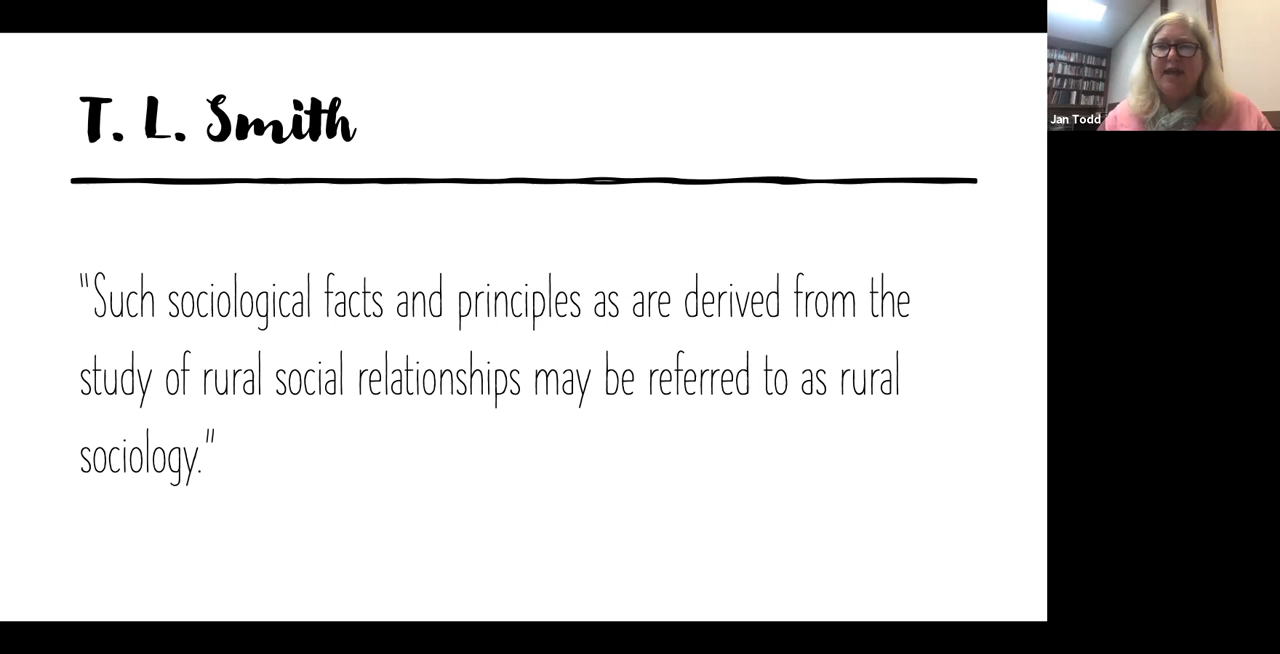 T. L. Smith
"Such sociological facts and principles as are derived from the
study of rural social relationships may be referred to as rural
sociology."
Jan Todd